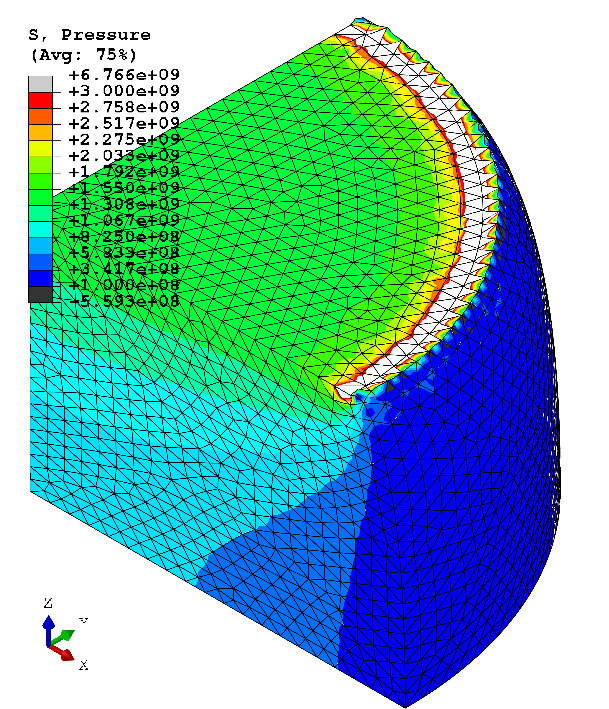 S, Pressure
(Avg: 75%)
+6.766e+09
+3.000e+09
+2.758e+09
+2.517e+09
+2.275e+09
+2.033e+09
+1.792e+09
+1.550e+09
+1.308e+09
+1.067e+09
+8.250e+08
+5.833e+08
+3.417e+08
+1.000e+08
-5.593e+08
Z
Y
X